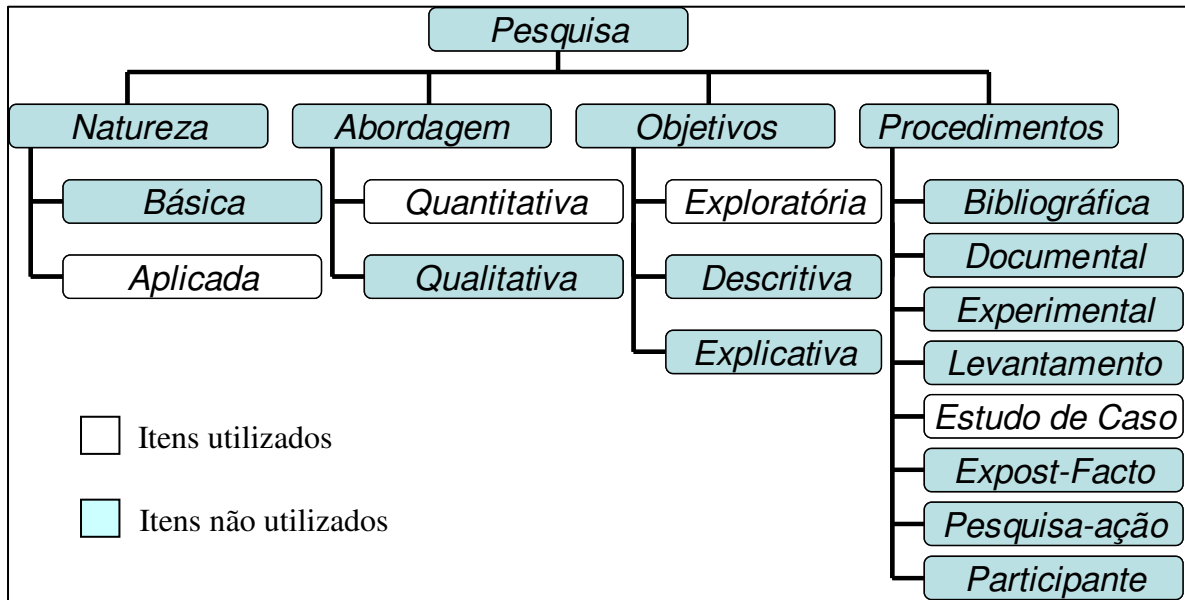 Pesquisa
Natureza
Abordagem
Objetivos
Procedimentos
Básica
Aplicada
Quantitativa
Qualitativa
Exploratória
Descritiva
Explicativa
Bibliográfica
Documental
Experimental
Levantamento
Estudo de Caso
Expost-Facto
Pesquisa-ação
Participante
Itens utilizados
Itens não utilizados